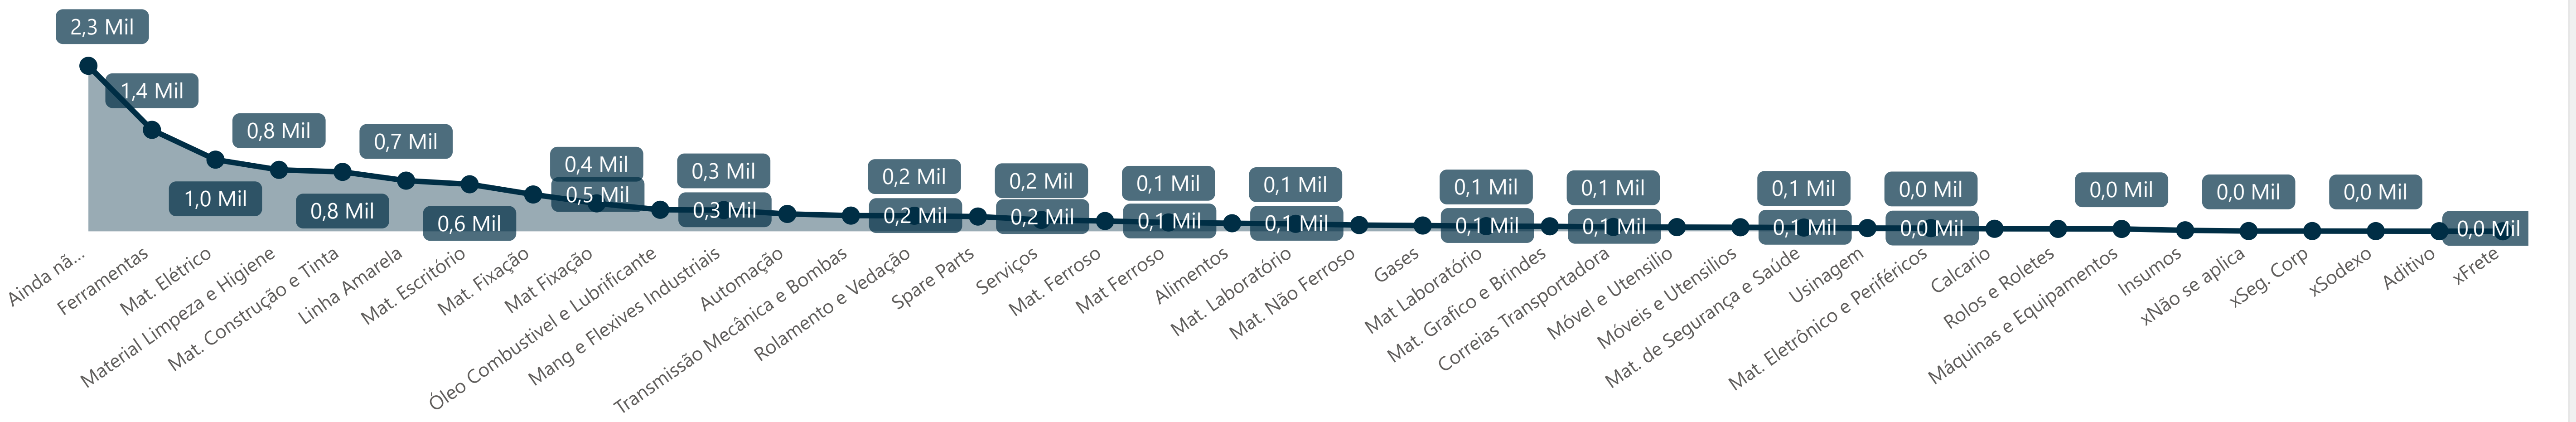 2,3 Mil
1,4 Mil
1,0 Mil
0,8 Mil
0,8 Mil
0,7 Mil
0,6 Mil
0,4 Mil
0,5 Mil
0,3 Mil
0,3 Mil
0,2 Mil
0,2 Mil
0,2 Mil
0,2 Mil
0,1 Mil
0,1 Mil
0,1 Mil
0,1 Mil
0,1 Mil
0,1 Mil
0,1 Mil
0,1 Mil
0,1 Mil
0,1 Mil
0,0 Mil
0,0 Mil
0,0 Mil
0,0 Mil
0,0 Mil
0,0 Mil
Ainda nã...
Ferramentas
Mat. Elétrico
Material Limpeza e Higiene
Mat. Construção e Tinta
Linha Amarela
Mat. Escritório
Mat. Fixação
Mat Fixação
Óleo Combustivel e Lubrificante
Mang e Flexives Industriais
Automação
Transmissão Mecânica e Bombas
Rolamento e Vedação
Spare Parts
Serviços
Mat. Ferroso
Mat Ferroso
Alimentos
Mat. Laboratório
Mat. Não Ferroso
Gases
Mat Laboratório
Mat. Grafico e Brindes
Correias Transportadora
Móvel e Utensilio
Móveis e Utensilios
Mat. de Segurança e Saúde
Usinagem
Mat. Eletrônico e Periféricos
Calcario
Rolos e Roletes
Máquinas e Equipamentos
Insumos
xNão se aplica
xSeg. Corp
xSodexo
Aditivo
xFrete